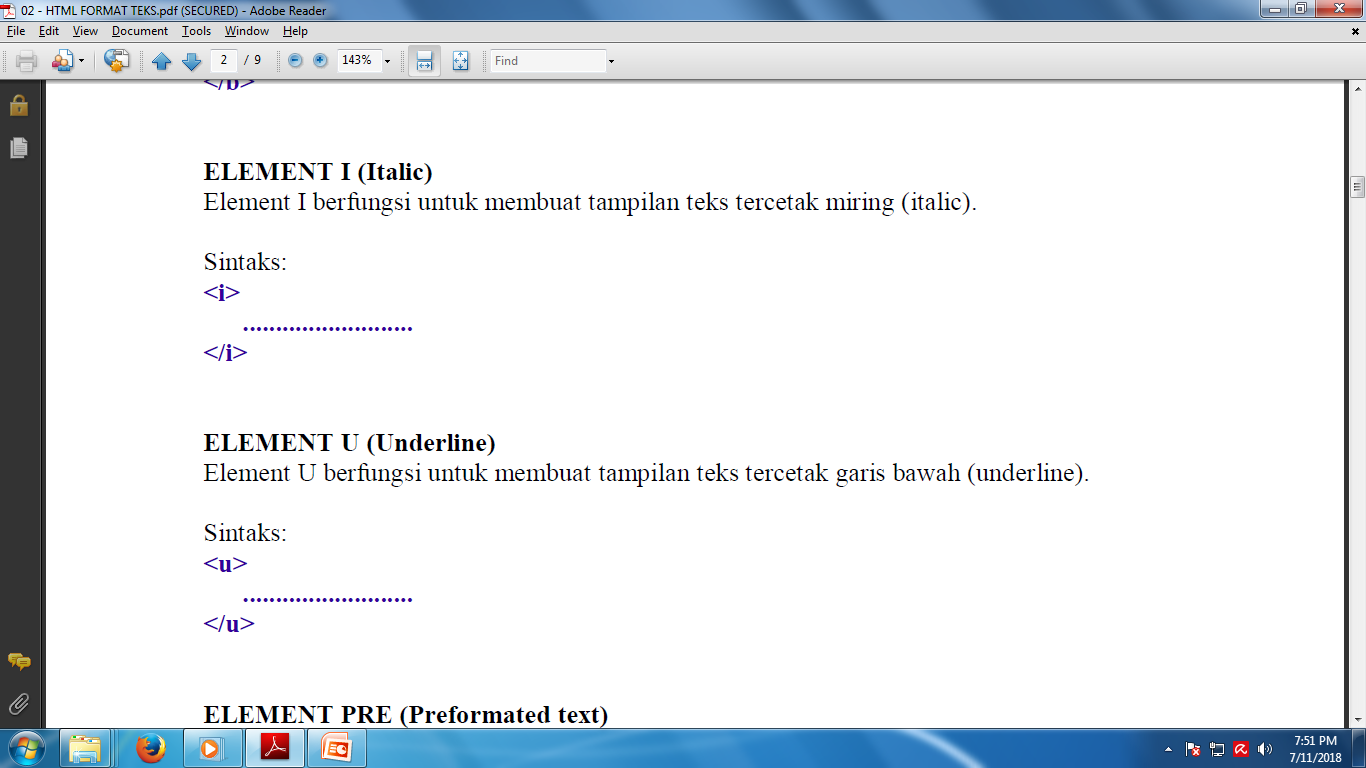 02 - HTML FORMAT TEKS.pdf (SECURED) - Adobe Reader
File Edit View Document Tools Window Help
2 / 9 143% Find
</b>
ELEMENT I (Italic)
Element I berfungsi untuk membuat tampilan teks tercetak miring (italic).
Sintaks:
<i>
..........................
</i>
ELEMENT U (Underline)
Element U berfungsi untuk membuat tampilan teks tercetak garis bawah (underline).
Sintaks:
<u>
..........................
</u>
ELEMENT PRE (Preformated text)
7:51 PM
7/11/2018